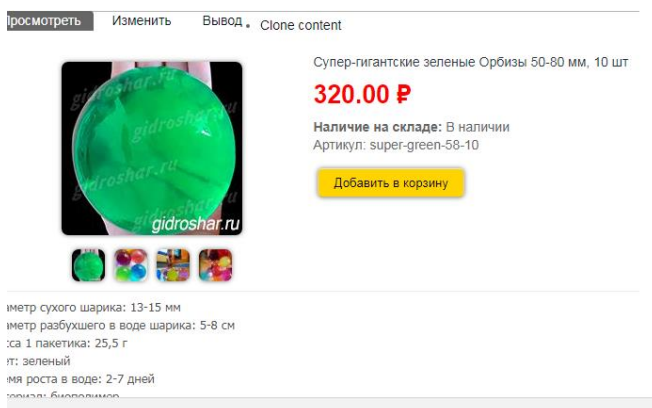 Просмотреть Изменить Вывод Clone content
Супер-гигантские зеленые Орбизы 50-80 мм, 10 шт
320.00 ₽
Наличие на складе: В наличии
Артикул: super-green-58-10
Добавить в корзину
gidroshar.ru
gidroshar.ru
gidroshar.ru
gidroshar.ru
gidroshar.ru
аметр сухого шарика: 13-15 мм
аметр разбухшего в воде шарика: 5-8 см
сса 1 пакетика: 25,5 г
ет: зеленый
емя роста в воде: 2-7 дней
биополимер